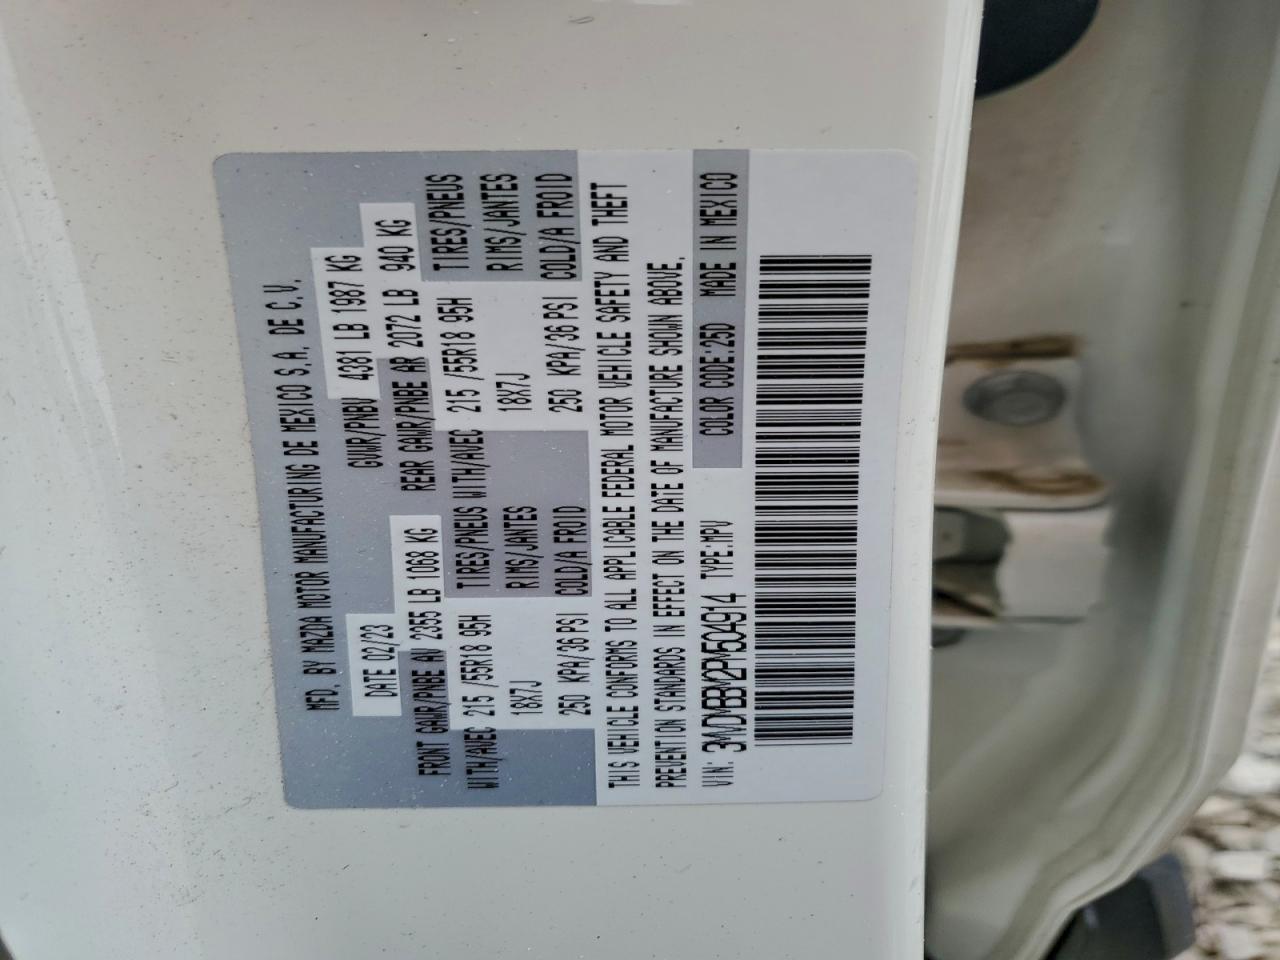 MFD. BY MAZDA MOTOR MANUFACTURING DE MEXICO S.A. DE C.V.
DATE 02/23 GVWR/PNBV 4381 LB 1987 KG
FRONT GAWR/PNBE AV 2355 LB 1068 KG REAR GAWR/PNBE AR 2072 LB 940 KG
WITH/AVEC 215 /55R18 95H TIRES/PNEUS WITH/AVEC 215 /55R18 95H TIRES/PNEUS
18X7J RIMS/JANTES 18X7J RIMS/JANTES
250 KPA/36 PSI COLD/A FROID 250 KPA/36 PSI COLD/A FROID
THIS VEHICLE CONFORMS TO ALL APPLICABLE FEDERAL MOTOR VEHICLE SAFETY AND THEFT
PREVENTION STANDARDS IN EFFECT ON THE DATE OF MANUFACTURE SHOWN ABOVE.
VIN: 3MVDMBBM2PM504914 TYPE:MPV COLOR CODE:25D MADE IN MEXICO